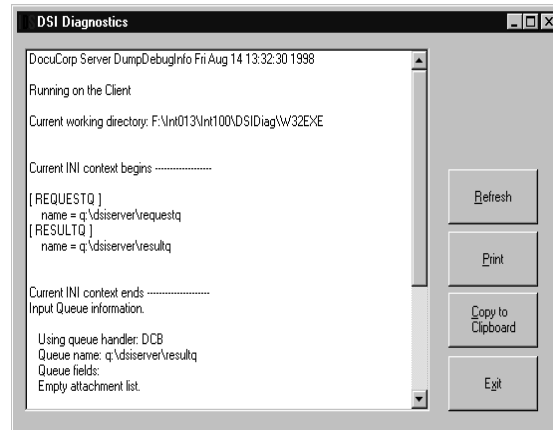 DSI Diagnostics
DocuCorp Server DumpDebugInfo Fri Aug 14 13:32:30 1998
Running on the Client
Current working directory: F:\Int013\Int100\DSIDiag\W32EXE
Current INI context begins -------------------
[ REQUESTQ ]
name = q:\dsiserver\requestq
[ RESULTQ ]
name = q:\dsiserver\resultq
Current INI context ends ---------------------
Input Queue information.
Using queue handler: DCB
Queue name: q:\dsiserver\resultq
Queue fields:
Empty attachment list.
Refresh
Print
Copy to
Clipboard
Exit